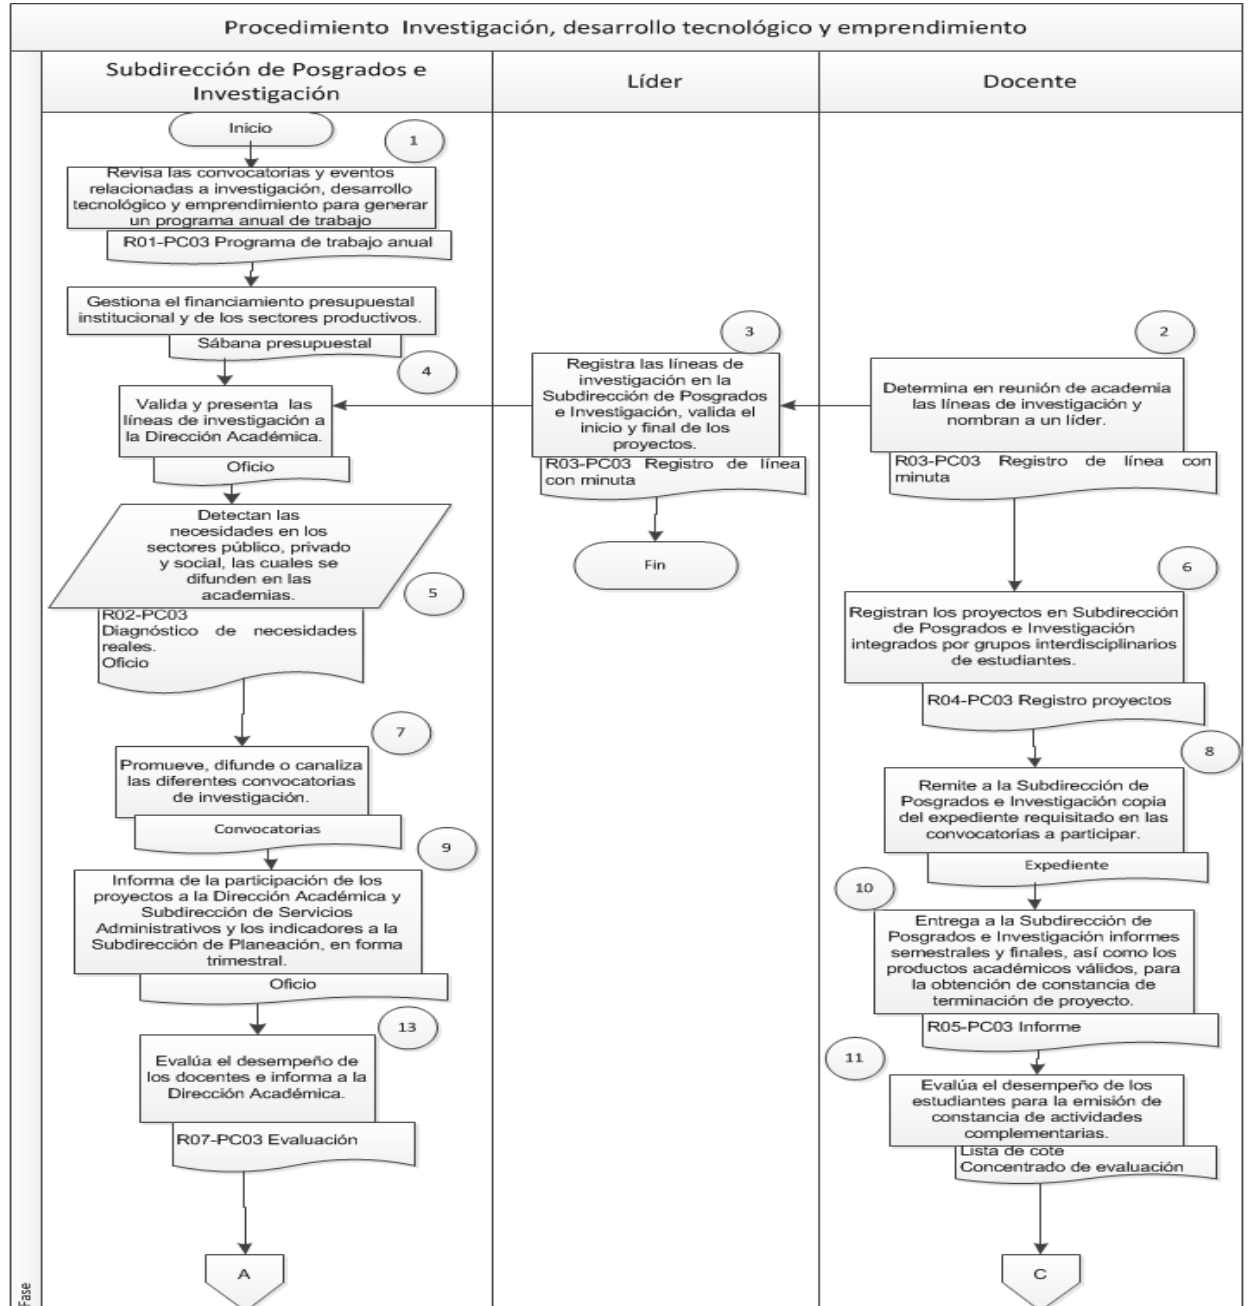 Procedimiento Investigación, desarrollo tecnológico y emprendimiento
Subdirección de Posgrados e
Investigación
Líder
Docente
Inicio
1
Revisa las convocatorias y eventos
relacionadas a investigación, desarrollo
tecnológico y emprendimiento para generar
un programa anual de trabajo
R01-PC03 Programa de trabajo anual
Gestiona el financiamiento presupuestal
institucional y de los sectores productivos.
Sábana presupuestal
4
Valida y presenta las
líneas de investigación a
la Dirección Académica.
Oficio
3
Registra las líneas de
investigación en la
Subdirección de Posgrados
e Investigación, valida el
inicio y final de los
proyectos.
R03-PC03 Registro de línea
con minuta
Fin
2
Determina en reunión de academia
las líneas de investigación y
nombran a un líder.
R03-PC03 Registro de línea con
minuta
Detectan las
necesidades en los
sectores público, privado
y social, las cuales se
difunden en las
academias.
5
R02-PC03
Diagnóstico de necesidades
reales.
Oficio
6
Registran los proyectos en Subdirección
de Posgrados e Investigación
integrados por grupos interdisciplinarios
de estudiantes.
R04-PC03 Registro proyectos
7
Promueve, difunde o canaliza
las diferentes convocatorias
de investigación.
Convocatorias
8
Remite a la Subdirección de
Posgrados e Investigación copia
del expediente requisitado en las
convocatorias a participar.
Expediente
9
Informa de la participación de los
proyectos a la Dirección Académica y
Subdirección de Servicios
Administrativos y los indicadores a la
Subdirección de Planeación, en forma
trimestral.
Oficio
10
Entrega a la Subdirección de
Posgrados e Investigación informes
semestrales y finales, así como los
productos académicos válidos, para
la obtención de constancia de
terminación de proyecto.
R05-PC03 Informe
13
Evalúa el desempeño de
los docentes e informa a la
Dirección Académica.
R07-PC03 Evaluación
11
Evalúa el desempeño de los
estudiantes para la emisión de
constancia de actividades
complementarias.
Lista de cote
Concentrado de evaluación
A
C
Fase